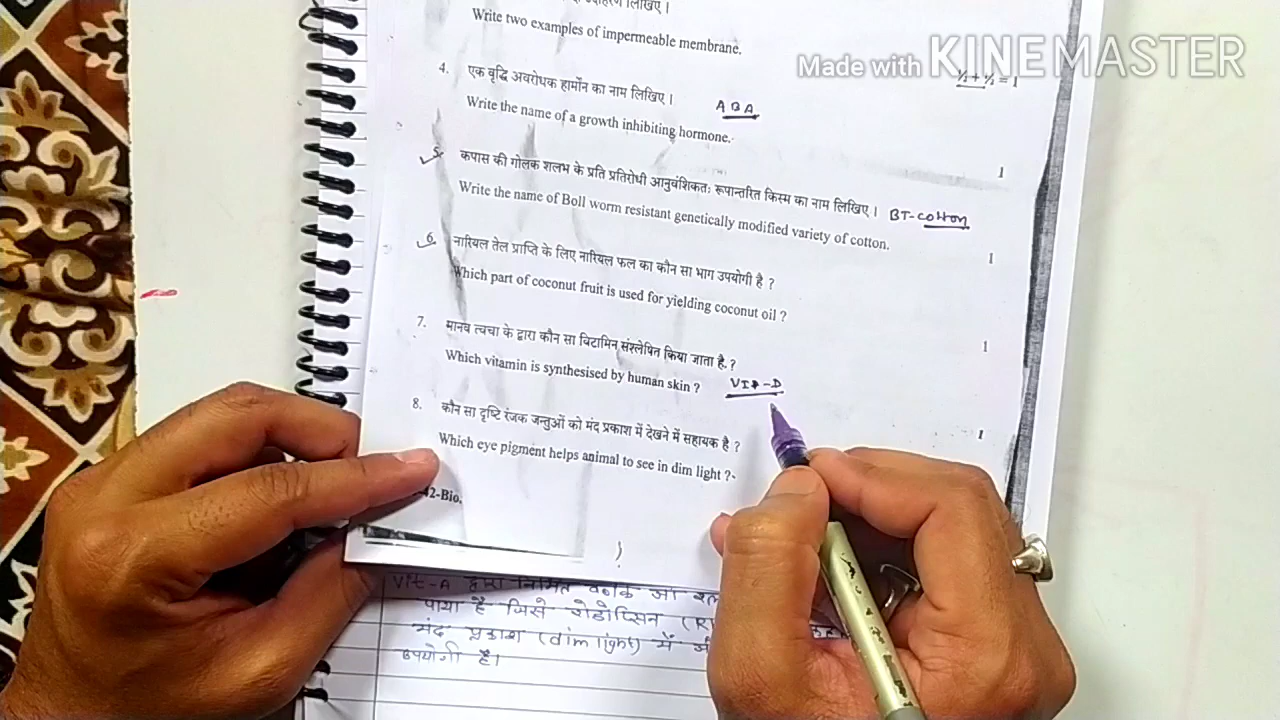 लिखिए ।
Write two examples of impermeable membrane.
Made with KINEMASTER
½ + ½ = 1
4. एक वृद्धि अवरोधक हार्मोन का नाम लिखिए । ABA
Write the name of a growth inhibiting hormone.
1
5. कपास की गोलक शलभ के प्रति प्रतिरोधी आनुवंशिकतः रूपान्तरित किस्म का नाम लिखिए । BT-Cotton
Write the name of Boll worm resistant genetically modified variety of cotton.
1
6. नारियल तेल प्राप्ति के लिए नारियल फल का कौन सा भाग उपयोगी है ?
Which part of coconut fruit is used for yielding coconut oil ?
1
7. मानव त्वचा के द्वारा कौन सा विटामिन संश्लेषित किया जाता है. ?
Which vitamin is synthesised by human skin ? VIt-D
1
8. कौन सा दृष्टि रंजक जन्तुओं को मंद प्रकाश में देखने में सहायक है ?
Which eye pigment helps animal to see in dim light ?
42-Bio.
Vit-A द्वारा निर्मित वर्णक जो
पाया है जिसे रोडोप्सिन
मंद प्रकाश (dim light) में
उपयोगी है।